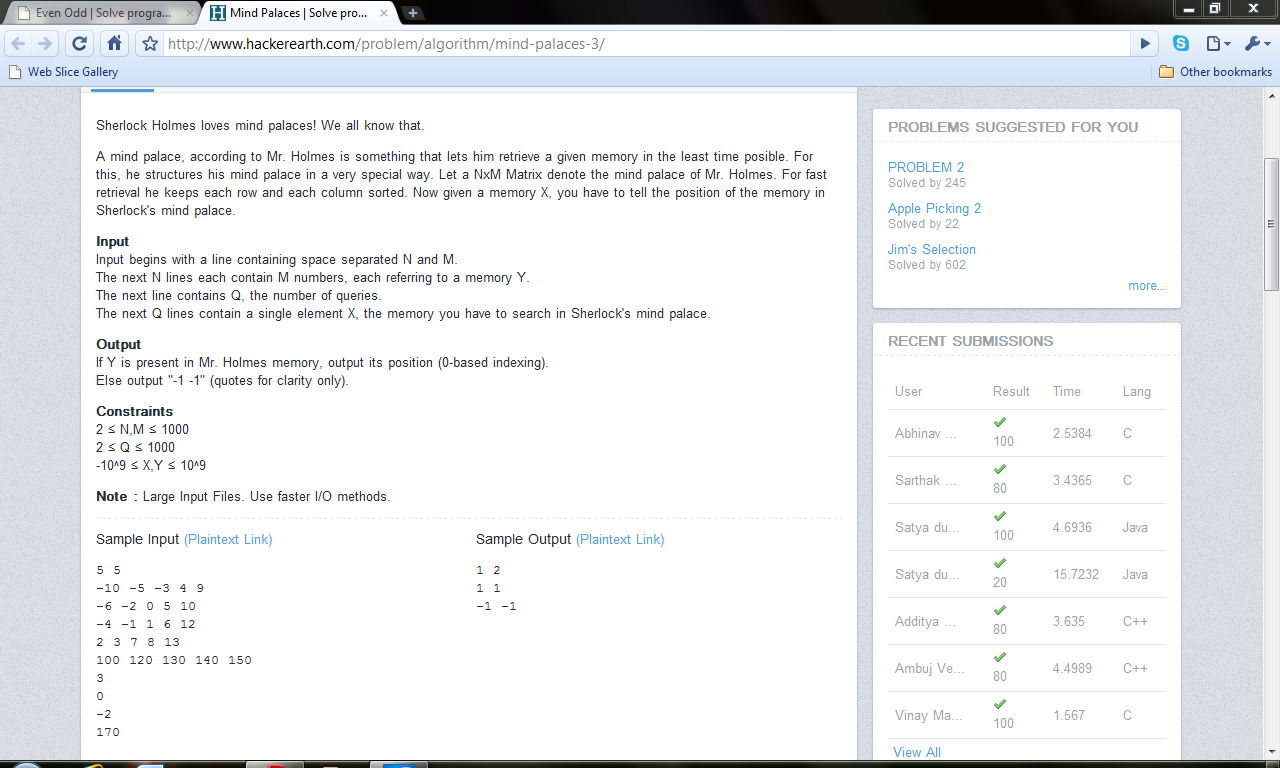 Even Odd | Solve progra...
Mind Palaces | Solve pro...
http://www.hackerearth.com/problem/algorithm/mind-palaces-3/
Web Slice Gallery
Other bookmarks
Sherlock Holmes loves mind palaces! We all know that.
A mind palace, according to Mr. Holmes is something that lets him retrieve a given memory in the least time posible. For
this, he structures his mind palace in a very special way. Let a NxM Matrix denote the mind palace of Mr. Holmes. For fast
retrieval he keeps each row and each column sorted. Now given a memory X, you have to tell the position of the memory in
Sherlock's mind palace.
Input
Input begins with a line containing space separated N and M.
The next N lines each contain M numbers, each referring to a memory Y.
The next line contains Q, the number of queries.
The next Q lines contain a single element X, the memory you have to search in Sherlock's mind palace.
Output
If Y is present in Mr. Holmes memory, output its position (0-based indexing).
Else output "-1 -1" (quotes for clarity only).
Constraints
2 ≤ N,M ≤ 1000
2 ≤ Q ≤ 1000
-10^9 ≤ X,Y ≤ 10^9
Note : Large Input Files. Use faster I/O methods.
Sample Input (Plaintext Link)
5 5
-10 -5 -3 4 9
-6 -2 0 5 10
-4 -1 1 6 12
2 3 7 8 13
100 120 130 140 150
3
0
-2
170
Sample Output (Plaintext Link)
1 2
1 1
-1 -1
PROBLEMS SUGGESTED FOR YOU
PROBLEM 2
Solved by 245
Apple Picking 2
Solved by 22
Jim's Selection
Solved by 602
more...
RECENT SUBMISSIONS
User Result Time Lang
Abhinav ... 100 2.5384 C
Sarthak ... 80 3.4365 C
Satya du... 100 4.6936 Java
Satya du... 20 15.7232 Java
Additya ... 80 3.635 C++
Ambuj Ve... 80 4.4989 C++
Vinay Ma... 100 1.567 C
View All